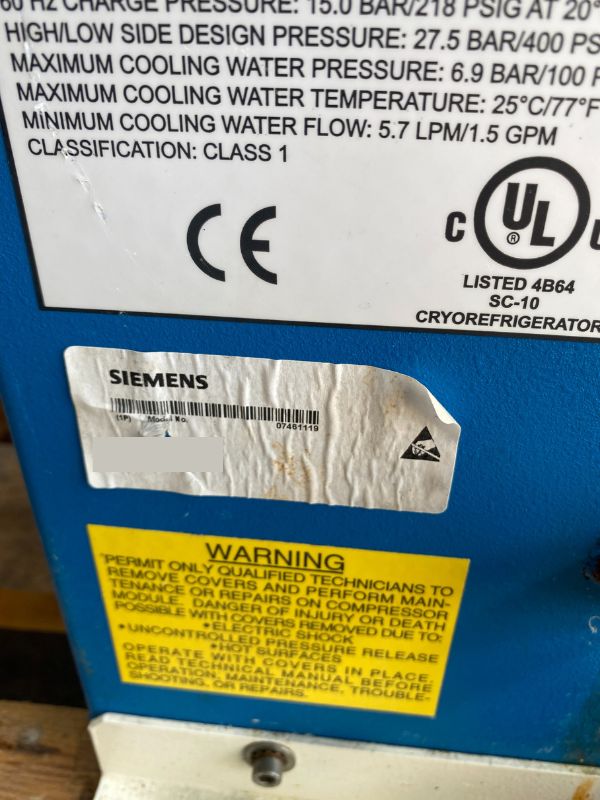 60 HZ CHARGE PRESSURE: 15.0 BAR/218 PSIG AT 20°
HIGH/LOW SIDE DESIGN PRESSURE: 27.5 BAR/400 PS
MAXIMUM COOLING WATER PRESSURE: 6.9 BAR/100 P
MAXIMUM COOLING WATER TEMPERATURE: 25°C/77°F
MINIMUM COOLING WATER FLOW: 5.7 LPM/1.5 GPM
CLASSIFICATION: CLASS 1
CE
C UL ® U
LISTED 4B64
SC-10
CRYOREFRIGERATOR
SIEMENS
(1P) Model No. 07461119
WARNING
PERMIT ONLY QUALIFIED TECHNICIANS TO
REMOVE COVERS AND PERFORM MAIN-
TENANCE OR REPAIRS ON COMPRESSOR
MODULE. DANGER OF INJURY OR DEATH
POSSIBLE WITH COVERS REMOVED DUE TO:
•ELECTRIC SHOCK
•UNCONTROLLED PRESSURE RELEASE
•HOT SURFACES
OPERATE WITH COVERS IN PLACE.
READ TECHNICAL MANUAL BEFORE
OPERATION, MAINTENANCE, TROUBLE-
SHOOTING, OR REPAIRS.